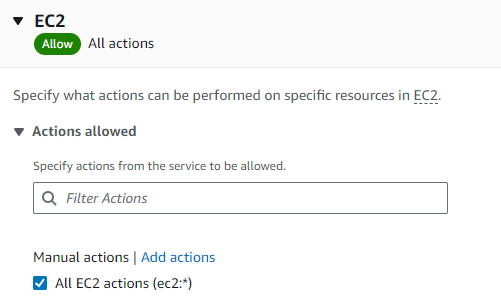 EC2
Allow All actions
Specify what actions can be performed on specific resources in EC2.
Actions allowed
Specify actions from the service to be allowed.
Filter Actions
Manual actions | Add actions
All EC2 actions (ec2:*)